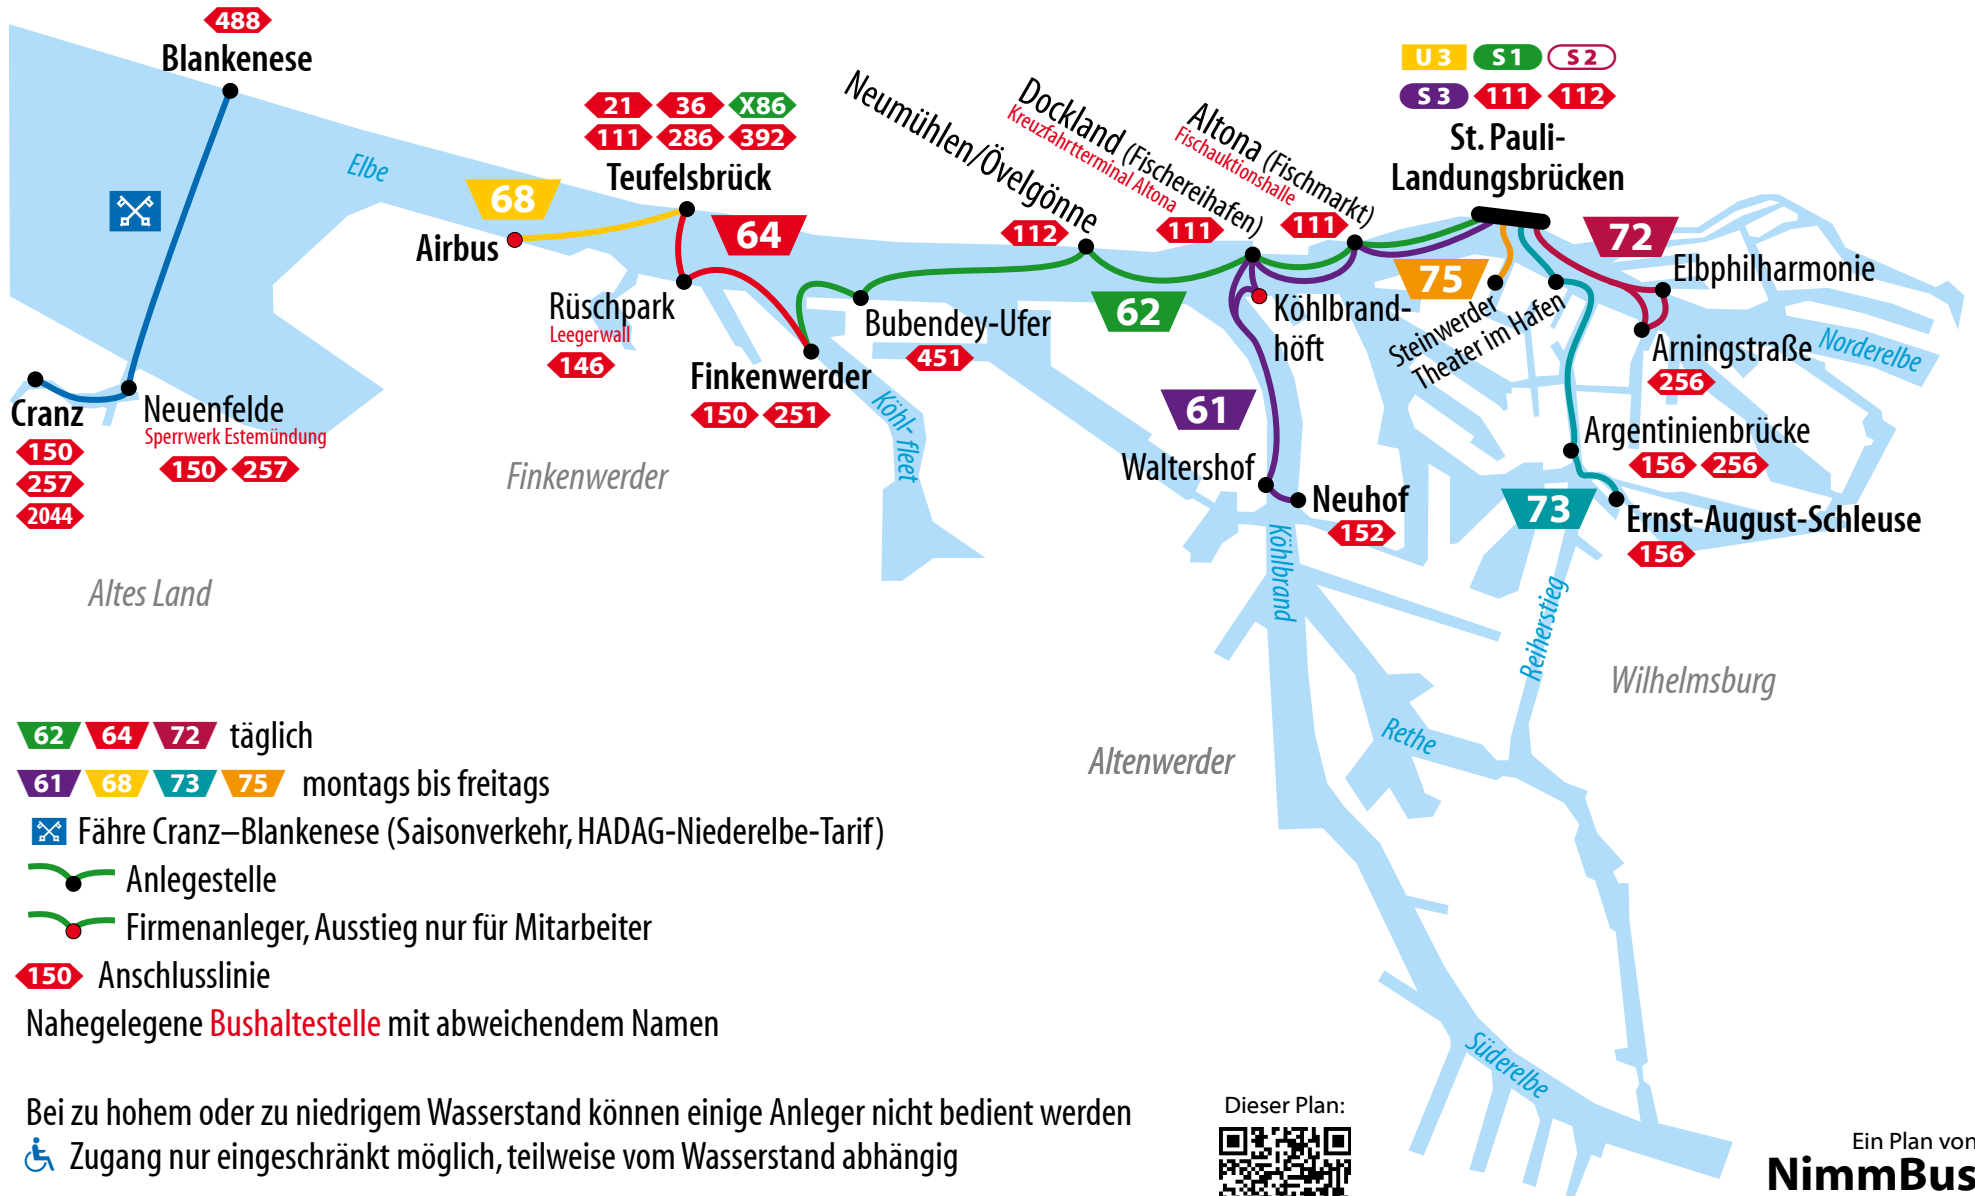 488
Blankenese
Elbe
21 36 X86
111 286 392
Teufelsbrück
68
Airbus
64
Rüschpark
Leegerwall
146
Finkenwerder
150 251
Neumühlen/Övelgönne
112
Dockland (Fischereihafen)
Kreuzfahrtterminal Altona
111
Altona (Fischmarkt)
Fischauktionshalle
111
U 3 S 1 S 2
S 3 111 112
St. Pauli-
Landungsbrücken
72
75
Elbphilharmonie
Steinwerder
Theater im Hafen
Arningstraße
256
Norderelbe
62
Bubendey-Ufer
451
Köhlbrand-
höft
61
Waltershof
Neuhof
152
Argentinienbrücke
156 256
73
Ernst-August-Schleuse
156
Cranz
150
257
2044
Neuenfelde
Sperrwerk Estemündung
150 257
Köhl-
fleet
Finkenwerder
Altes Land
Köhlbrand
Reiherstieg
Wilhelmsburg
Rethe
Altenwerder
Süderelbe
62 64 72 täglich
61 68 73 75 montags bis freitags
Fähre Cranz–Blankenese (Saisonverkehr, HADAG-Niederelbe-Tarif)
Anlegestelle
Firmenanleger, Ausstieg nur für Mitarbeiter
150 Anschlusslinie
Nahegelegene Bushaltestelle mit abweichendem Namen
Bei zu hohem oder zu niedrigem Wasserstand können einige Anleger nicht bedient werden
Zugang nur eingeschränkt möglich, teilweise vom Wasserstand abhängig
Dieser Plan:
Ein Plan von
NimmBus